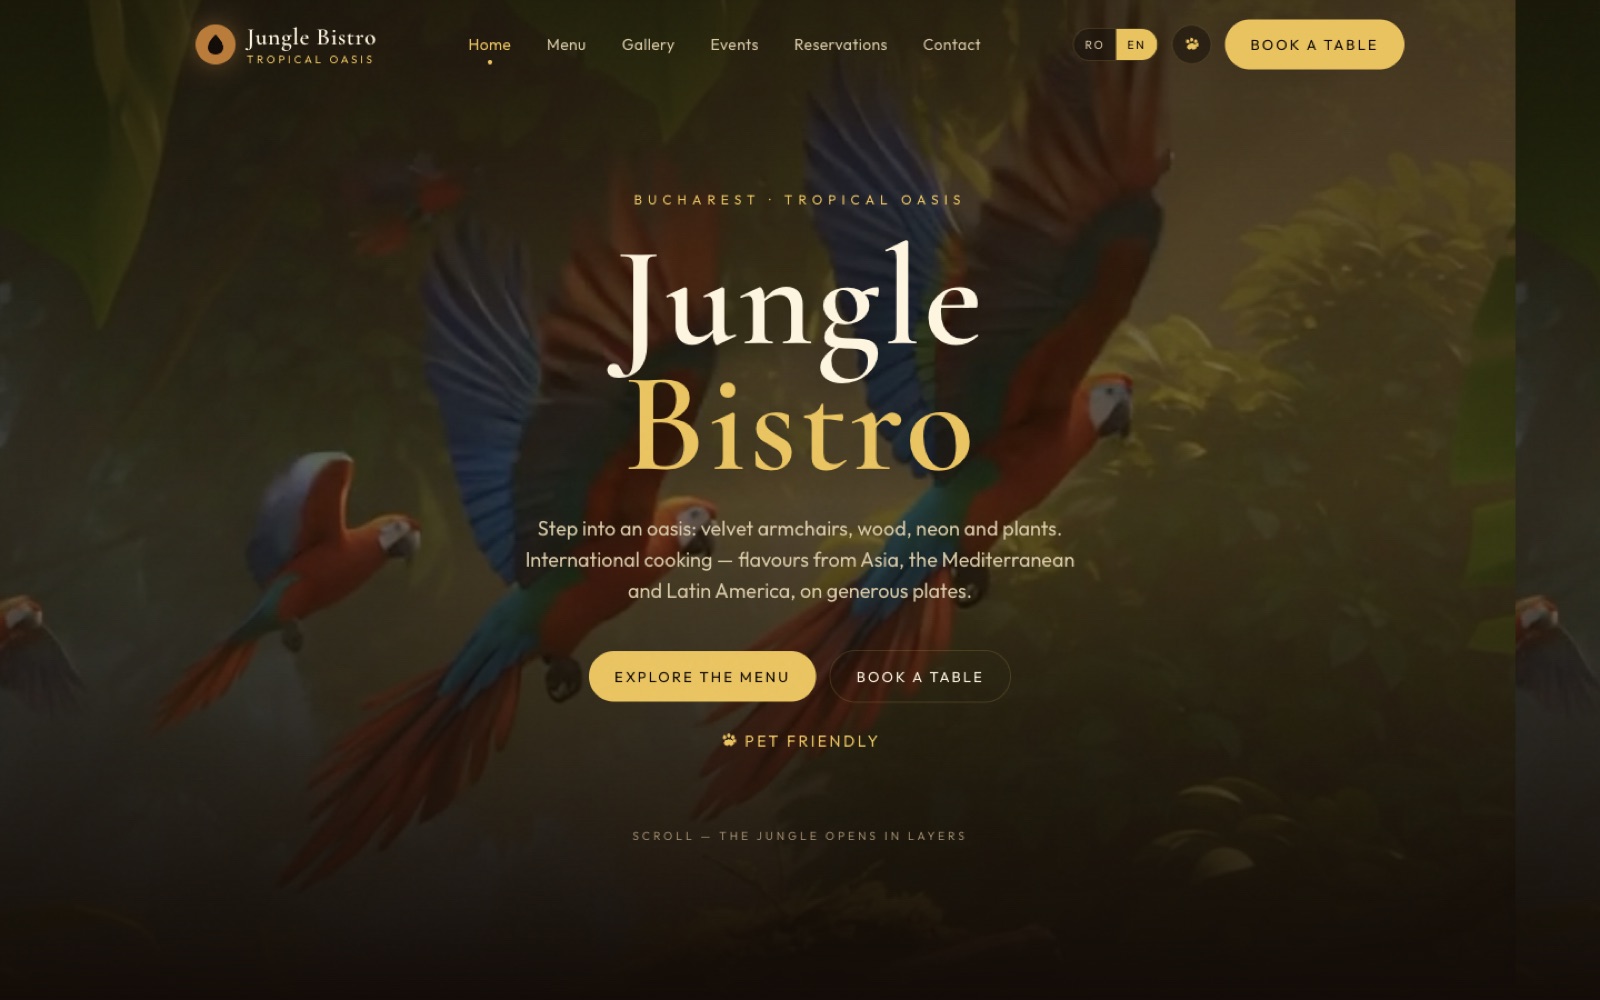 Jungle Bistro
TROPICAL OASIS
Home
Menu
Gallery
Events
Reservations
Contact
RO
EN
BOOK A TABLE
BUCHAREST · TROPICAL OASIS
Jungle
Bistro
Step into an oasis: velvet armchairs, wood, neon and plants.
International cooking — flavours from Asia, the Mediterranean
and Latin America, on generous plates.
EXPLORE THE MENU
BOOK A TABLE
PET FRIENDLY
SCROLL — THE JUNGLE OPENS IN LAYERS